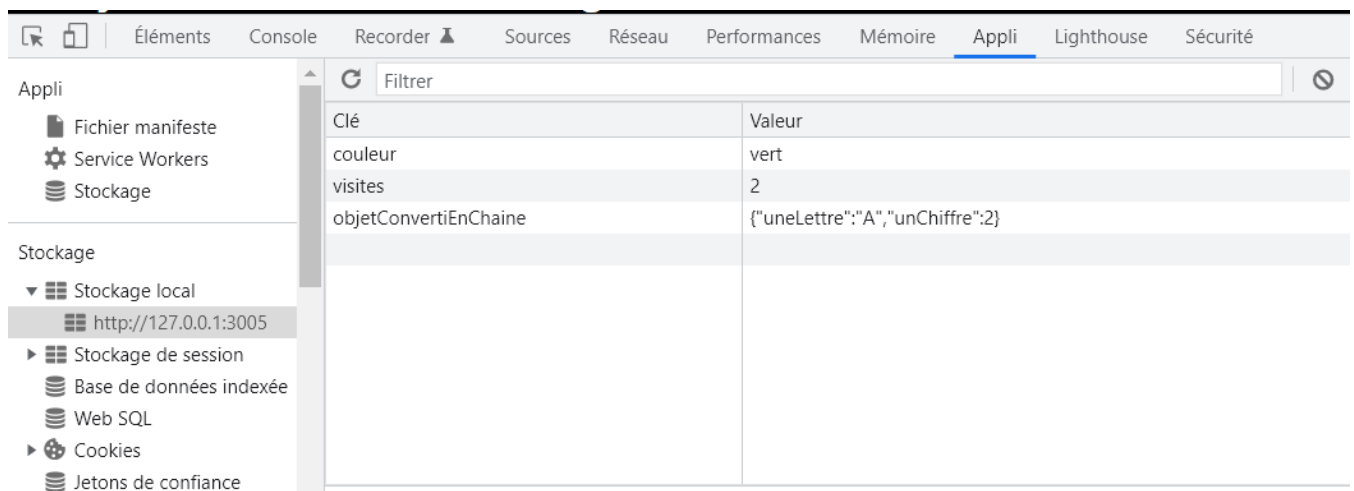 Éléments Console Recorder Sources Réseau Performances Mémoire Appli Lighthouse Sécurité
Appli
Fichier manifeste
Service Workers
Stockage
Stockage
Stockage local
http://127.0.0.1:3005
Stockage de session
Base de données indexée
Web SQL
Cookies
Jetons de confiance
Filtrer
Clé Valeur
couleur vert
visites 2
objetConvertiEnChaine {"uneLettre":"A","unChiffre":2}